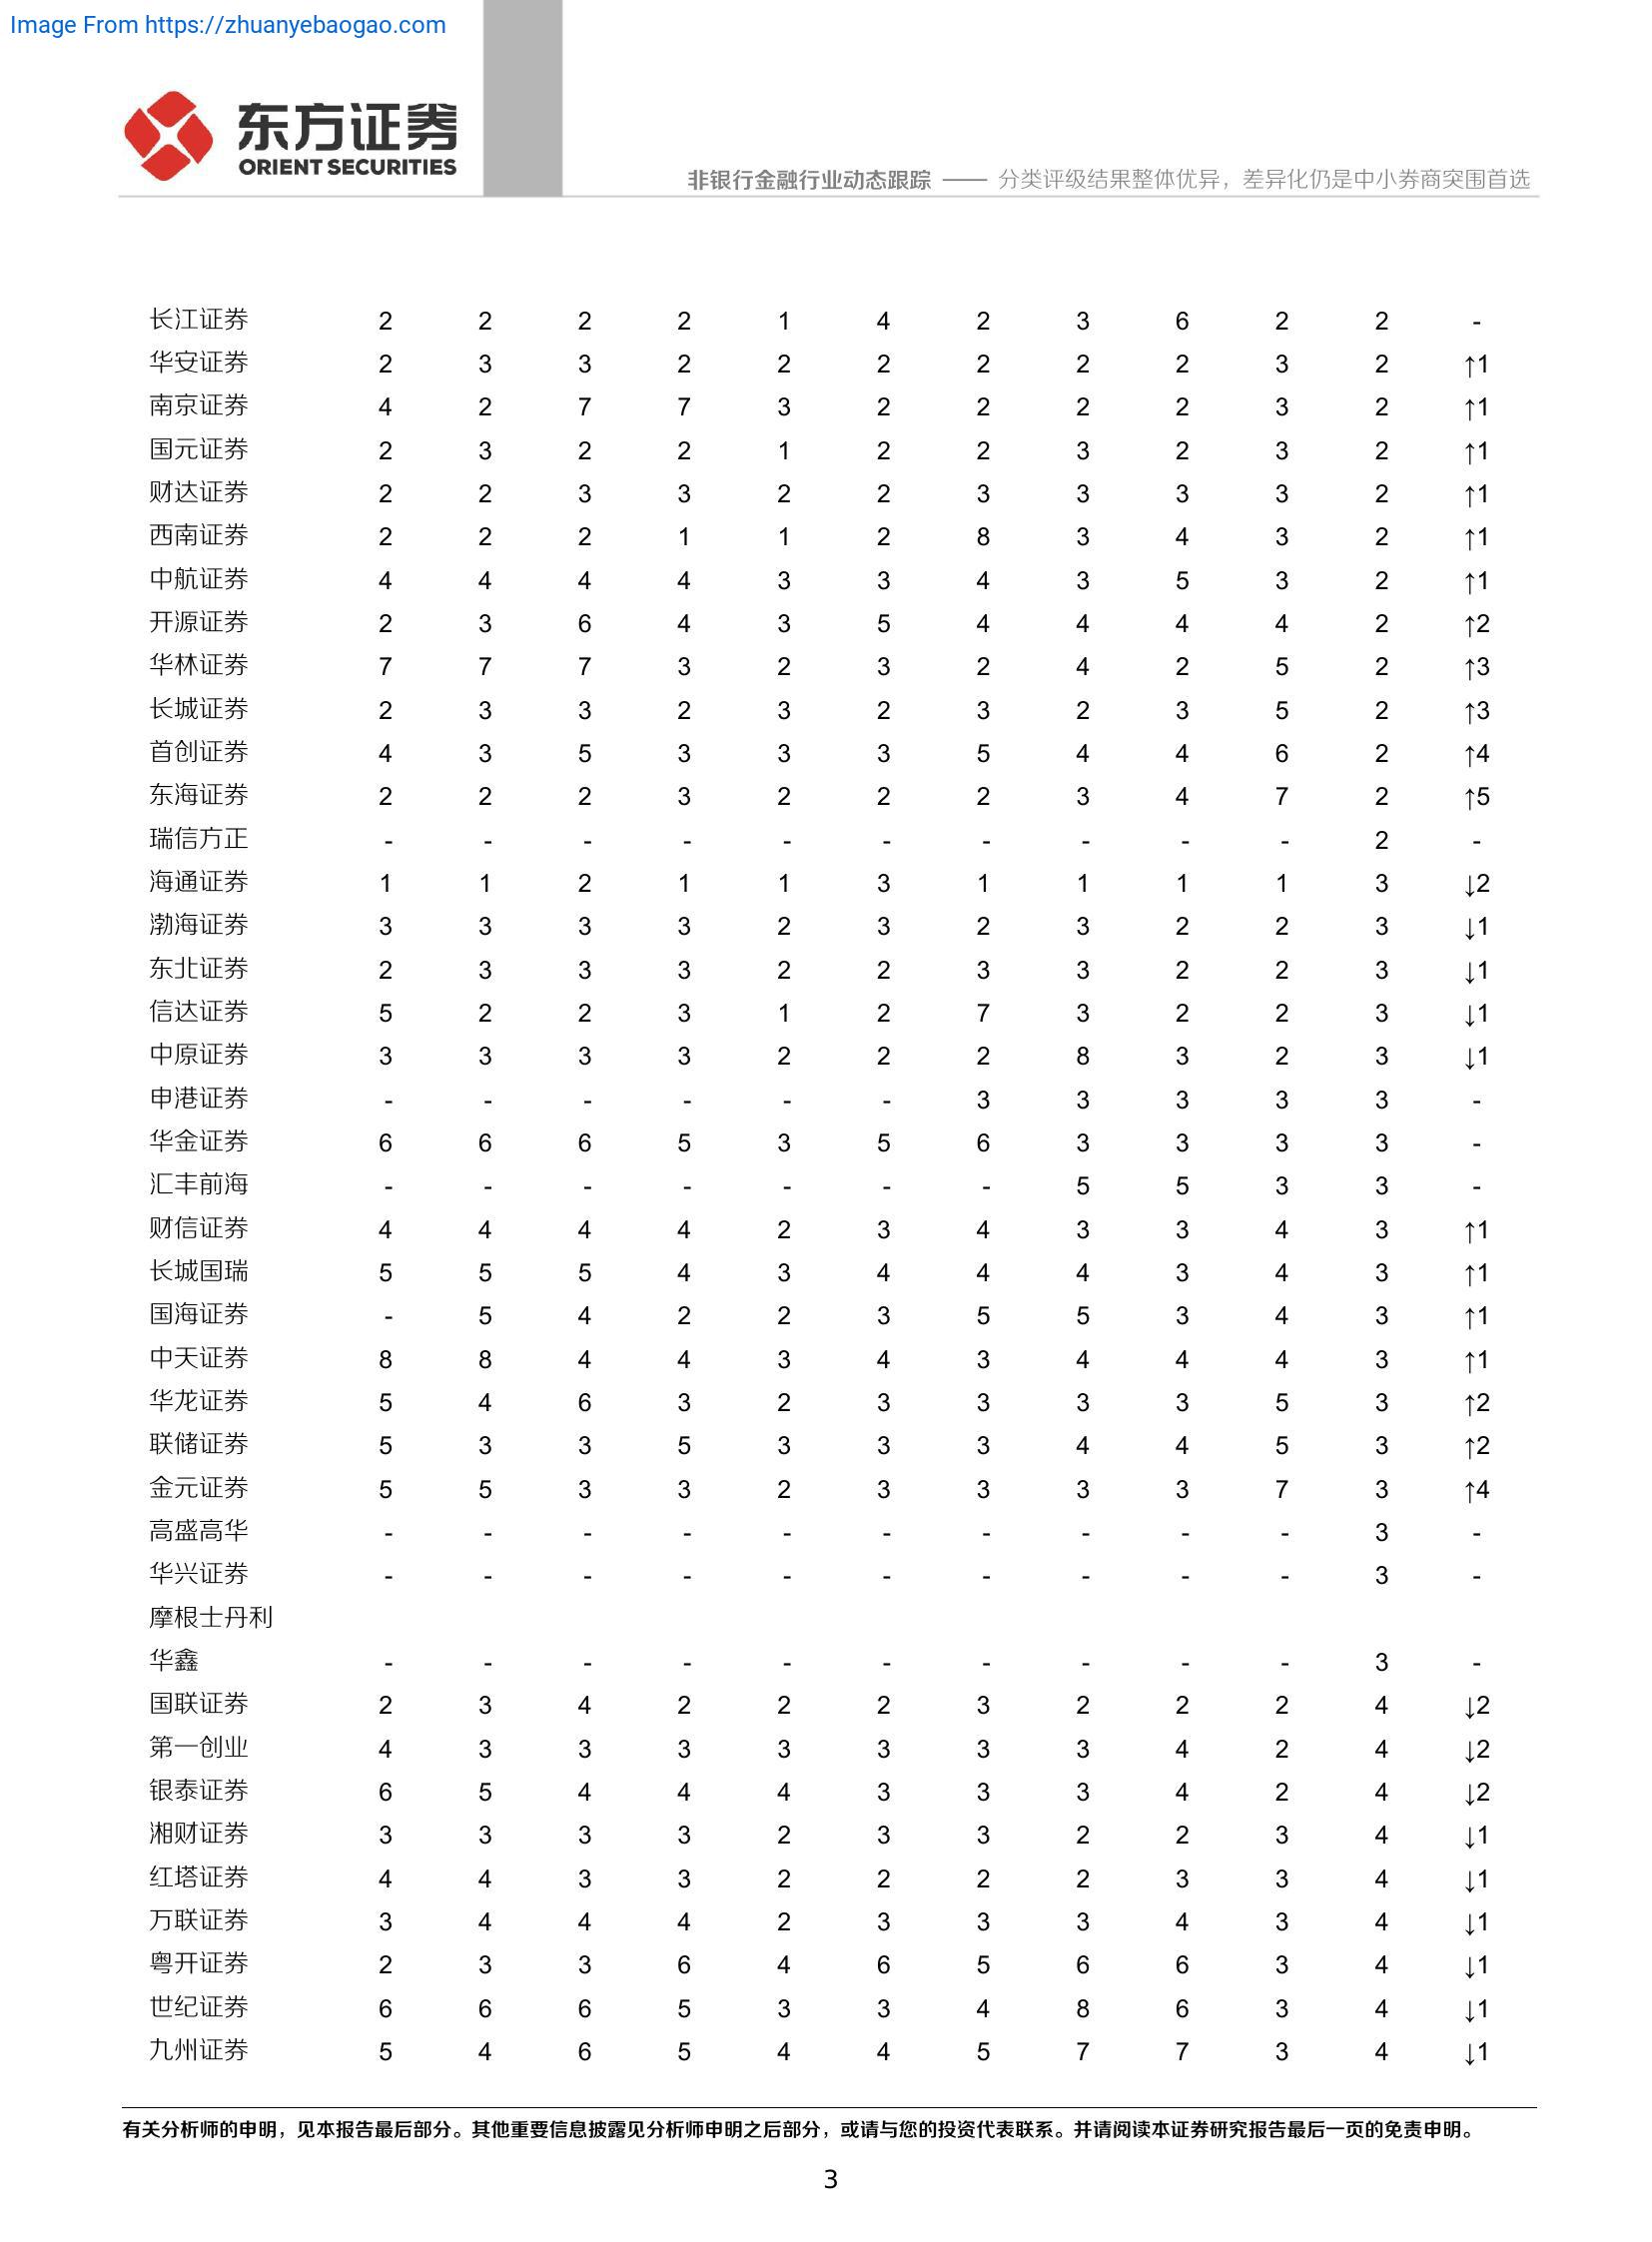 Image From https://zhuanyebaogao.com
东方证券
ORIENT SECURITIES
非银行金融行业动态跟踪 —— 分类评级结果整体优异，差异化仍是中小券商突围首选
长江证券 2 2 2 2 1 4 2 3 6 2 2 -
华安证券 2 3 3 2 2 2 2 2 2 3 2 ↑1
南京证券 4 2 7 7 3 2 2 2 2 3 2 ↑1
国元证券 2 3 2 2 1 2 2 3 2 3 2 ↑1
财达证券 2 2 3 3 2 2 3 3 3 3 2 ↑1
西南证券 2 2 2 1 1 2 8 3 4 3 2 ↑1
中航证券 4 4 4 4 3 3 4 3 5 3 2 ↑1
开源证券 2 3 6 4 3 5 4 4 4 4 2 ↑2
华林证券 7 7 7 3 2 3 2 4 2 5 2 ↑3
长城证券 2 3 3 2 3 2 3 2 3 5 2 ↑3
首创证券 4 3 5 3 3 3 5 4 4 6 2 ↑4
东海证券 2 2 2 3 2 2 2 3 4 7 2 ↑5
瑞信方正 - - - - - - - - - - 2 -
海通证券 1 1 2 1 1 3 1 1 1 1 3 ↓2
渤海证券 3 3 3 3 2 3 2 3 2 2 3 ↓1
东北证券 2 3 3 3 2 2 3 3 2 2 3 ↓1
信达证券 5 2 2 3 1 2 7 3 2 2 3 ↓1
中原证券 3 3 3 3 2 2 2 8 3 2 3 ↓1
申港证券 - - - - - - 3 3 3 3 3 -
华金证券 6 6 6 5 3 5 6 3 3 3 3 -
汇丰前海 - - - - - - - 5 5 3 3 -
财信证券 4 4 4 4 2 3 4 3 3 4 3 ↑1
长城国瑞 5 5 5 4 3 4 4 4 3 4 3 ↑1
国海证券 - 5 4 2 2 3 5 5 3 4 3 ↑1
中天证券 8 8 4 4 3 4 3 4 4 4 3 ↑1
华龙证券 5 4 6 3 2 3 3 3 3 5 3 ↑2
联储证券 5 3 3 5 3 3 3 4 4 5 3 ↑2
金元证券 5 5 3 3 2 3 3 3 3 7 3 ↑4
高盛高华 - - - - - - - - - - 3 -
华兴证券 - - - - - - - - - - 3 -
摩根士丹利
华鑫 - - - - - - - - - - 3 -
国联证券 2 3 4 2 2 2 3 2 2 2 4 ↓2
第一创业 4 3 3 3 3 3 3 3 4 2 4 ↓2
银泰证券 6 5 4 4 4 3 3 3 4 2 4 ↓2
湘财证券 3 3 3 3 2 3 3 2 2 3 4 ↓1
红塔证券 4 4 3 3 2 2 2 2 3 3 4 ↓1
万联证券 3 4 4 4 2 3 3 3 4 3 4 ↓1
粤开证券 2 3 3 6 4 6 5 6 6 3 4 ↓1
世纪证券 6 6 6 5 3 3 4 8 6 3 4 ↓1
九州证券 5 4 6 5 4 4 5 7 7 3 4 ↓1
有关分析师的申明，见本报告最后部分。其他重要信息披露见分析师申明之后部分，或请与您的投资代表联系。并请阅读本证券研究报告最后一页的免责申明。
3